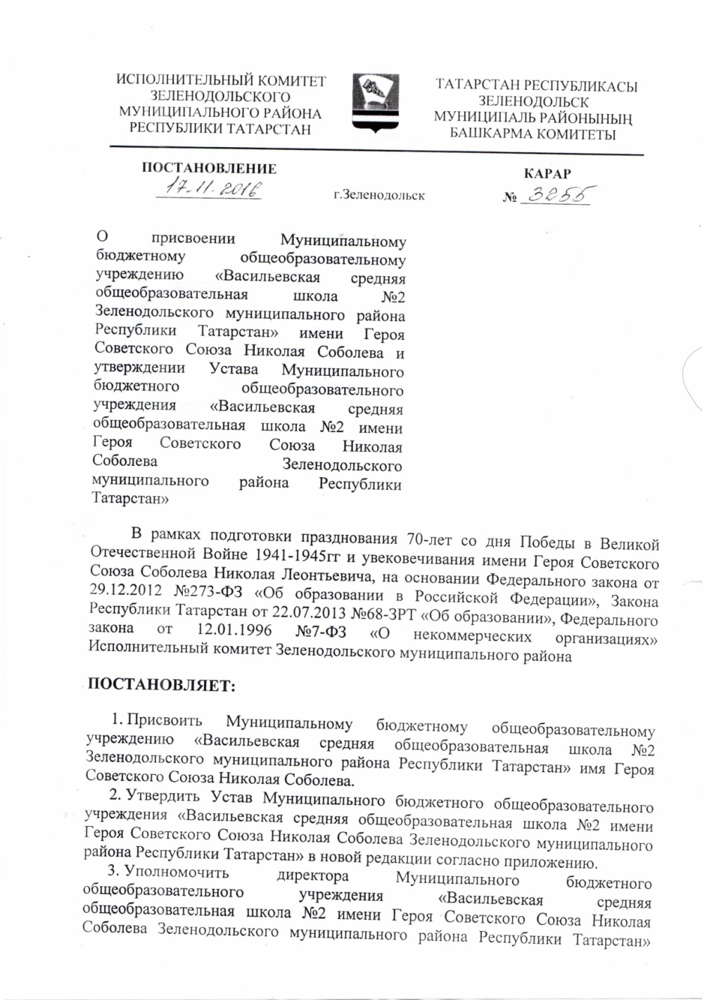 ИСПОЛНИТЕЛЬНЫЙ КОМИТЕТ
ЗЕЛЕНОДОЛЬСКОГО
МУНИЦИПАЛЬНОГО РАЙОНА
РЕСПУБЛИКИ ТАТАРСТАН
ТАТАРСТАН РЕСПУБЛИКАСЫ
ЗЕЛЕНОДОЛЬСК
МУНИЦИПАЛЬ РАЙОНЫНЫҢ
БАШКАРМА КОМИТЕТЫ
ПОСТАНОВЛЕНИЕ
КАРАР
17.11.2016
г.Зеленодольск
№ 3255
О присвоении Муниципальному
бюджетному общеобразовательному
учреждению «Васильевская средняя
общеобразовательная школа №2
Зеленодольского муниципального района
Республики Татарстан» имени Героя
Советского Союза Николая Соболева и
утверждении Устава Муниципального
бюджетного общеобразовательного
учреждения «Васильевская средняя
общеобразовательная школа №2 имени
Героя Советского Союза Николая
Соболева Зеленодольского
муниципального района Республики
Татарстан»
В рамках подготовки празднования 70-лет со дня Победы в Великой
Отечественной Войне 1941-1945гг и увековечивания имени Героя Советского
Союза Соболева Николая Леонтьевича, на основании Федерального закона от
29.12.2012 №273-ФЗ «Об образовании в Российской Федерации», Закона
Республики Татарстан от 22.07.2013 №68-ЗРТ «Об образовании», Федерального
закона от 12.01.1996 №7-ФЗ «О некоммерческих организациях»
Исполнительный комитет Зеленодольского муниципального района
ПОСТАНОВЛЯЕТ:
1. Присвоить Муниципальному бюджетному общеобразовательному
учреждению «Васильевская средняя общеобразовательная школа №2
Зеленодольского муниципального района Республики Татарстан» имя Героя
Советского Союза Николая Соболева.
2. Утвердить Устав Муниципального бюджетного общеобразовательного
учреждения «Васильевская средняя общеобразовательная школа №2 имени
Героя Советского Союза Николая Соболева Зеленодольского муниципального
района Республики Татарстан» в новой редакции согласно приложению.
3. Уполномочить директора Муниципального бюджетного
общеобразовательного учреждения «Васильевская средняя
общеобразовательная школа №2 имени Героя Советского Союза Николая
Соболева Зеленодольского муниципального района Республики Татарстан»